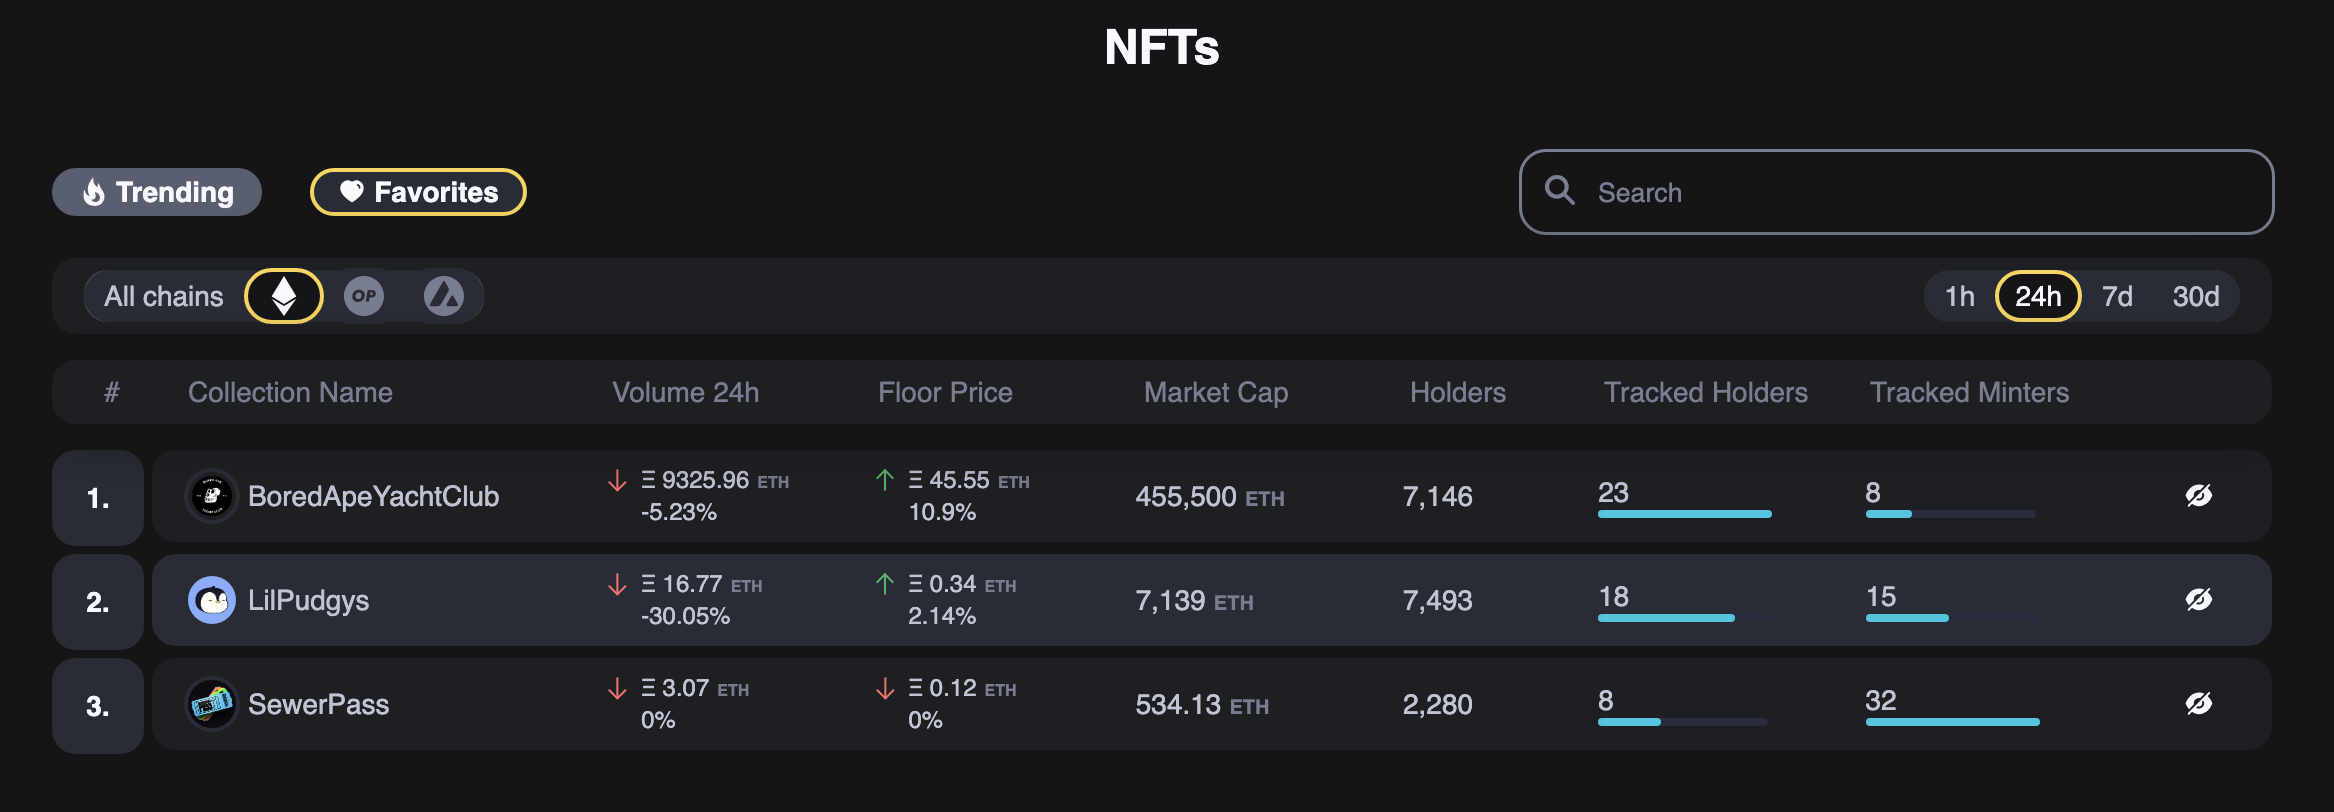 NFTs
Trending Favorites Search
All chains OP 1h 24h 7d 30d
# Collection Name Volume 24h Floor Price Market Cap Holders Tracked Holders Tracked Minters
1. BoredApeYachtClub Ξ 9325.96 ETH -5.23% Ξ 45.55 ETH 10.9% 455,500 ETH 7,146 23 8
2. LilPudgys Ξ 16.77 ETH -30.05% Ξ 0.34 ETH 2.14% 7,139 ETH 7,493 18 15
3. SewerPass Ξ 3.07 ETH 0% Ξ 0.12 ETH 0% 534.13 ETH 2,280 8 32